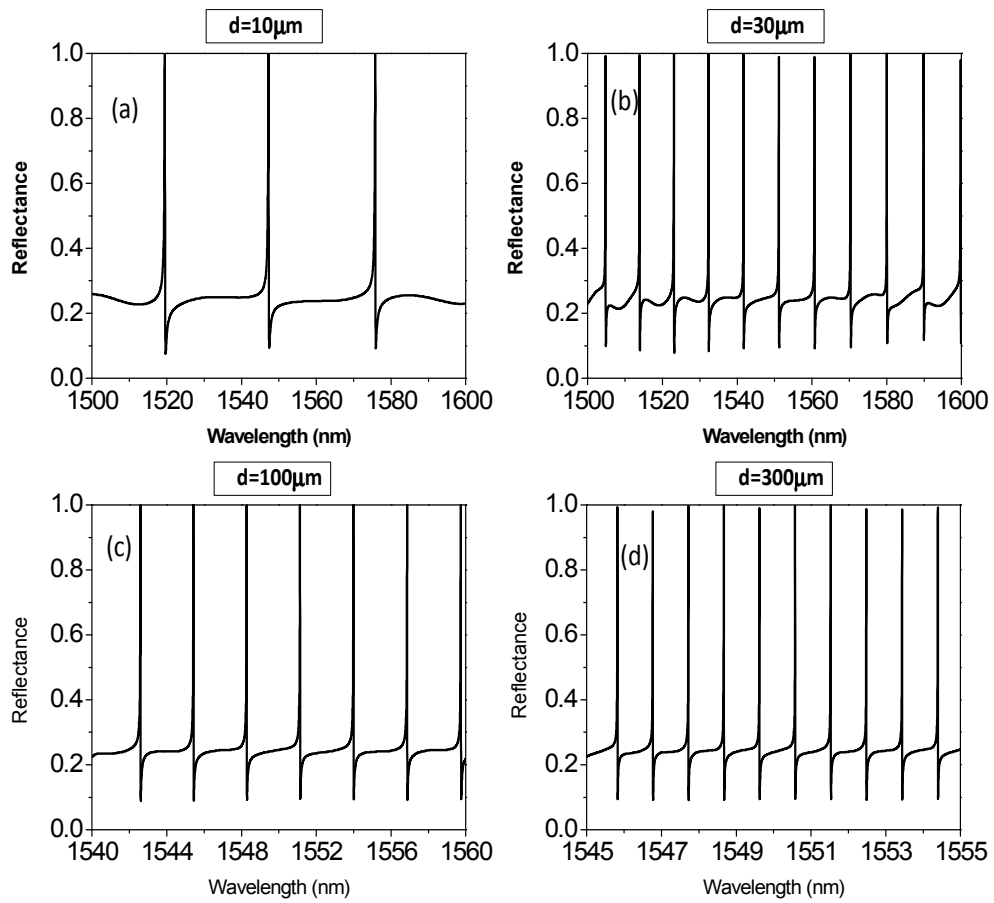 d=10μm
1.0
0.8
0.6
0.4
0.2
0.0
Reflectance
(a)
1500 1520 1540 1560 1580 1600
Wavelength (nm)
d=30μm
1.0
0.8
0.6
0.4
0.2
0.0
Reflectance
(b)
1500 1520 1540 1560 1580 1600
Wavelength (nm)
d=100μm
1.0
0.8
0.6
0.4
0.2
0.0
Reflectance
(c)
1540 1544 1548 1552 1556 1560
Wavelength (nm)
d=300μm
1.0
0.8
0.6
0.4
0.2
0.0
Reflectance
(d)
1545 1547 1549 1551 1553 1555
Wavelength (nm)